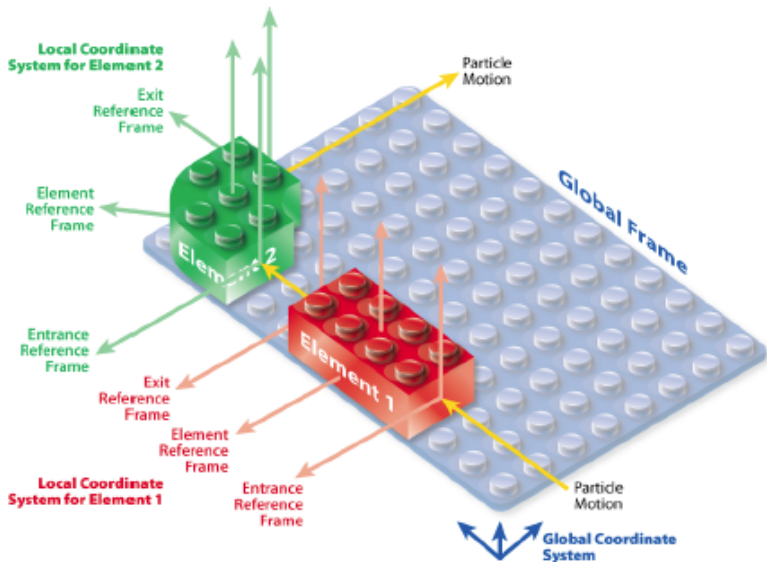 Local Coordinate
System for Element 2
Exit
Reference
Frame
Particle
Motion
Element
Reference
Frame
Global Frame
Element 2
Entrance
Reference
Frame
Element 1
Exit
Reference
Frame
Element
Reference
Frame
Local Coordinate
System for Element 1
Entrance
Reference
Frame
Particle
Motion
Global Coordinate
System